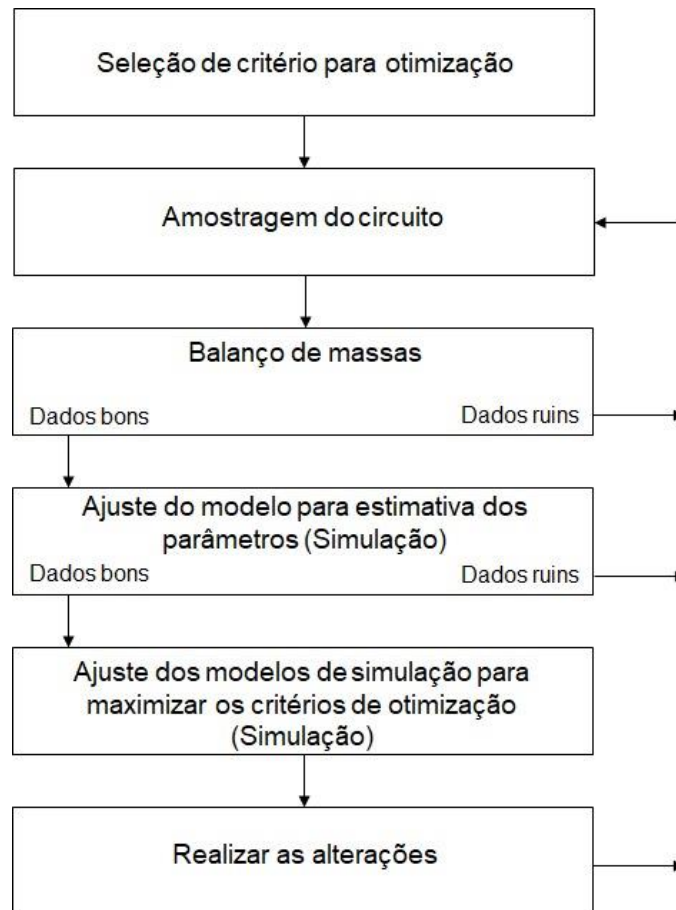 Seleção de critério para otimização
Amostragem do circuito
Balanço de massas
Dados bons
Dados ruins
Ajuste do modelo para estimativa dos
parâmetros (Simulação)
Dados bons
Dados ruins
Ajuste dos modelos de simulação para
maximizar os critérios de otimização
(Simulação)
Realizar as alterações